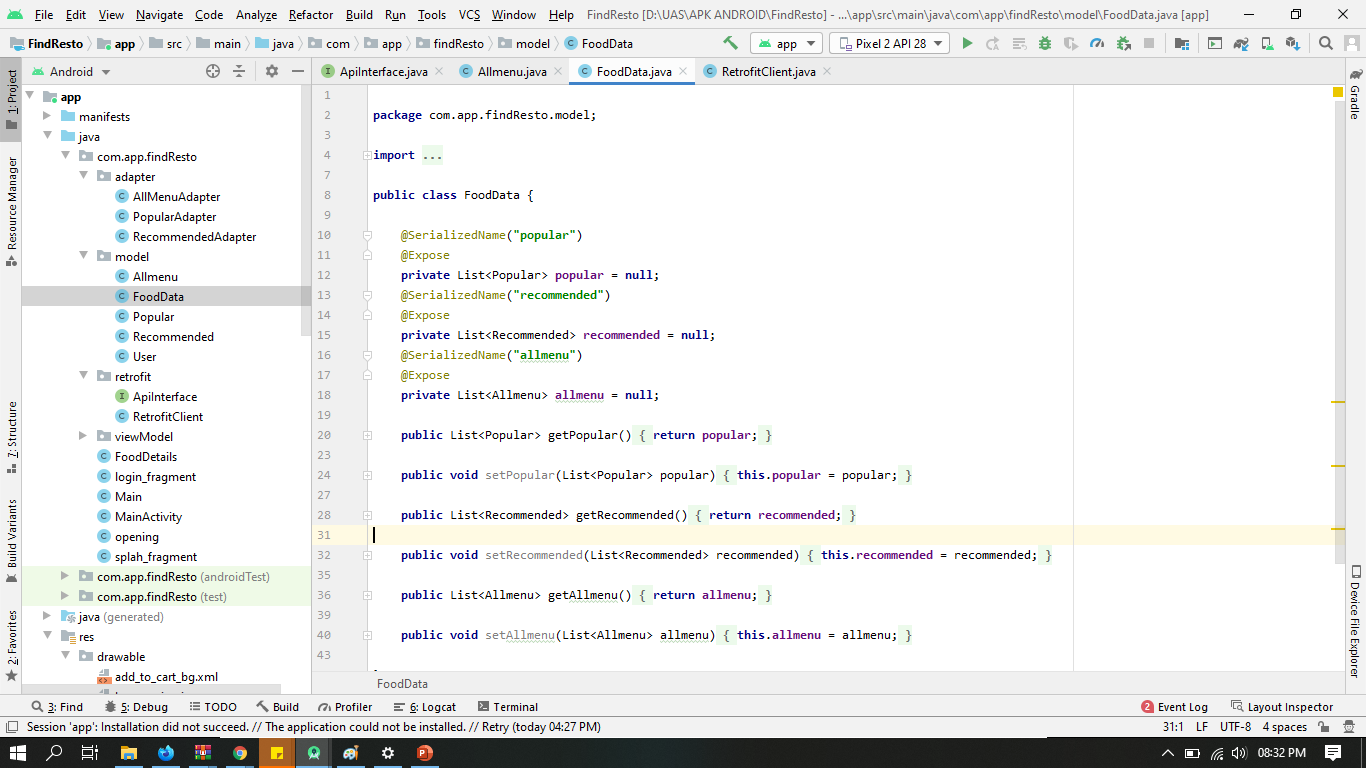 File Edit View Navigate Code Analyze Refactor Build Run Tools VCS Window Help FindResto [D:\UAS\APK ANDROID\FindResto] - ...\app\src\main\java\com\app\findResto\model\FoodData.java [app]
FindResto app src main java com app findResto model FoodData app Pixel 2 API 28
Android
ApiInterface.java Allmenu.java FoodData.java RetrofitClient.java
1: Project
Resource Manager
7: Structure
Build Variants
2: Favorites
app
manifests
java
com.app.findResto
adapter
AllMenuAdapter
PopularAdapter
RecommendedAdapter
model
Allmenu
FoodData
Popular
Recommended
User
retrofit
ApiInterface
RetrofitClient
viewModel
FoodDetails
login_fragment
Main
MainActivity
opening
splah_fragment
com.app.findResto (androidTest)
com.app.findResto (test)
java (generated)
res
drawable
add_to_cart_bg.xml
1
2 package com.app.findResto.model;
3
4 import ...
7
8 public class FoodData {
9
10 @SerializedName("popular")
11 @Expose
12 private List<Popular> popular = null;
13 @SerializedName("recommended")
14 @Expose
15 private List<Recommended> recommended = null;
16 @SerializedName("allmenu")
17 @Expose
18 private List<Allmenu> allmenu = null;
19
20 public List<Popular> getPopular() { return popular; }
23
24 public void setPopular(List<Popular> popular) { this.popular = popular; }
27
28 public List<Recommended> getRecommended() { return recommended; }
31
32 public void setRecommended(List<Recommended> recommended) { this.recommended = recommended; }
35
36 public List<Allmenu> getAllmenu() { return allmenu; }
39
40 public void setAllmenu(List<Allmenu> allmenu) { this.allmenu = allmenu; }
43
FoodData
Gradle
Device File Explorer
3: Find 5: Debug TODO Build Profiler 6: Logcat Terminal 2 Event Log Layout Inspector
Session 'app': Installation did not succeed. // The application could not be installed. // Retry (today 04:27 PM) 31:1 LF UTF-8 4 spaces
08:32 PM